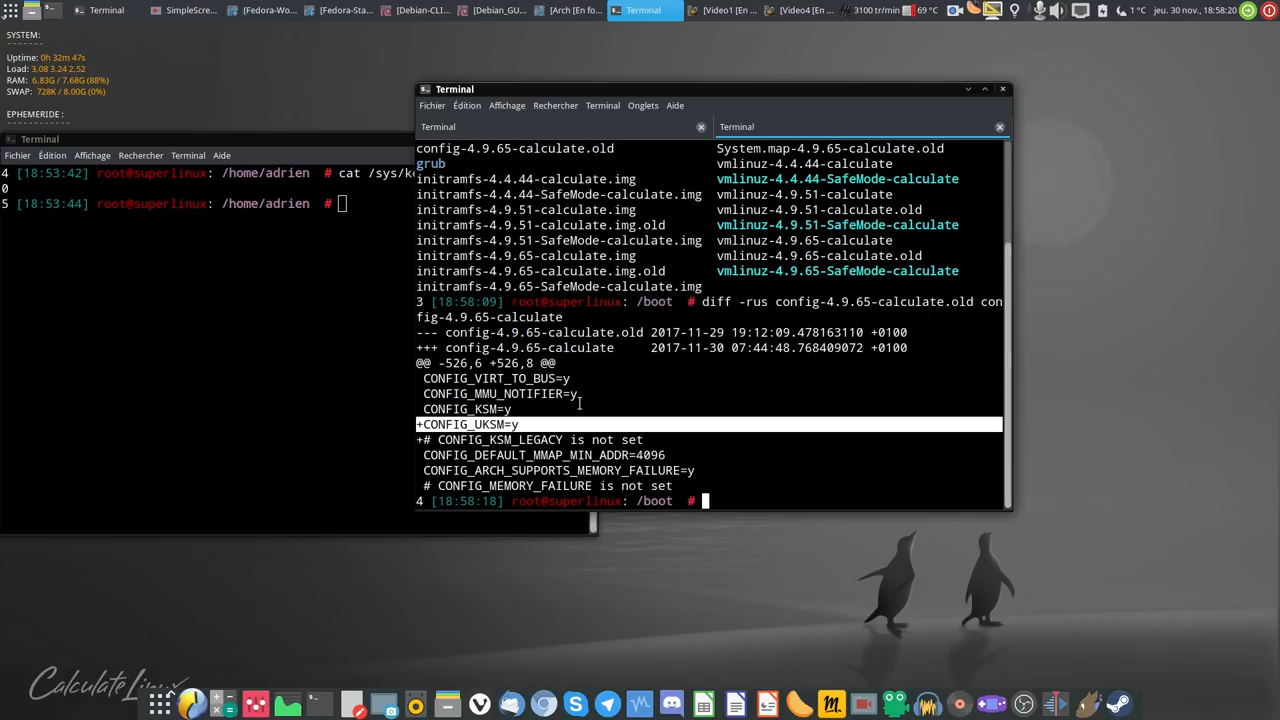 Terminal
SimpleScree...
[Fedora-Wo...
[Fedora-Sta...
[Debian-CLI...
[Debian_GU...
[Arch [En fo...
Terminal
[Video1 [En ...
[Video4 [En ...
3100 tr/min
69 °C
1°C
jeu. 30 nov., 18:58:20
SYSTEM:
Uptime: 0h 32m 47s
Load: 3.08 3.24 2.52
RAM: 6.83G / 7.68G (88%)
SWAP: 728K / 8.00G (0%)
EPHEMERIDE :
Terminal
Fichier Édition Affichage Rechercher Terminal Aide
4 [18:53:42] root@superlinux: /home/adrien # cat /sys/ke
0
5 [18:53:44] root@superlinux: /home/adrien #
Terminal
Fichier Édition Affichage Rechercher Terminal Onglets Aide
Terminal Terminal
config-4.9.65-calculate.old System.map-4.9.65-calculate.old
grub vmlinuz-4.4.44-calculate
initramfs-4.4.44-calculate.img vmlinuz-4.4.44-SafeMode-calculate
initramfs-4.4.44-SafeMode-calculate.img vmlinuz-4.9.51-calculate
initramfs-4.9.51-calculate.img vmlinuz-4.9.51-calculate.old
initramfs-4.9.51-calculate.img.old vmlinuz-4.9.51-SafeMode-calculate
initramfs-4.9.51-SafeMode-calculate.img vmlinuz-4.9.65-calculate
initramfs-4.9.65-calculate.img vmlinuz-4.9.65-calculate.old
initramfs-4.9.65-calculate.img.old vmlinuz-4.9.65-SafeMode-calculate
initramfs-4.9.65-SafeMode-calculate.img
3 [18:58:09] root@superlinux: /boot # diff -rus config-4.9.65-calculate.old con
fig-4.9.65-calculate
--- config-4.9.65-calculate.old 2017-11-29 19:12:09.478163110 +0100
+++ config-4.9.65-calculate 2017-11-30 07:44:48.768409072 +0100
@@ -526,6 +526,8 @@
CONFIG_VIRT_TO_BUS=y
CONFIG_MMU_NOTIFIER=y
CONFIG_KSM=y
+CONFIG_UKSM=y
+# CONFIG_KSM_LEGACY is not set
CONFIG_DEFAULT_MMAP_MIN_ADDR=4096
CONFIG_ARCH_SUPPORTS_MEMORY_FAILURE=y
# CONFIG_MEMORY_FAILURE is not set
4 [18:58:18] root@superlinux: /boot #
CalculateLinux